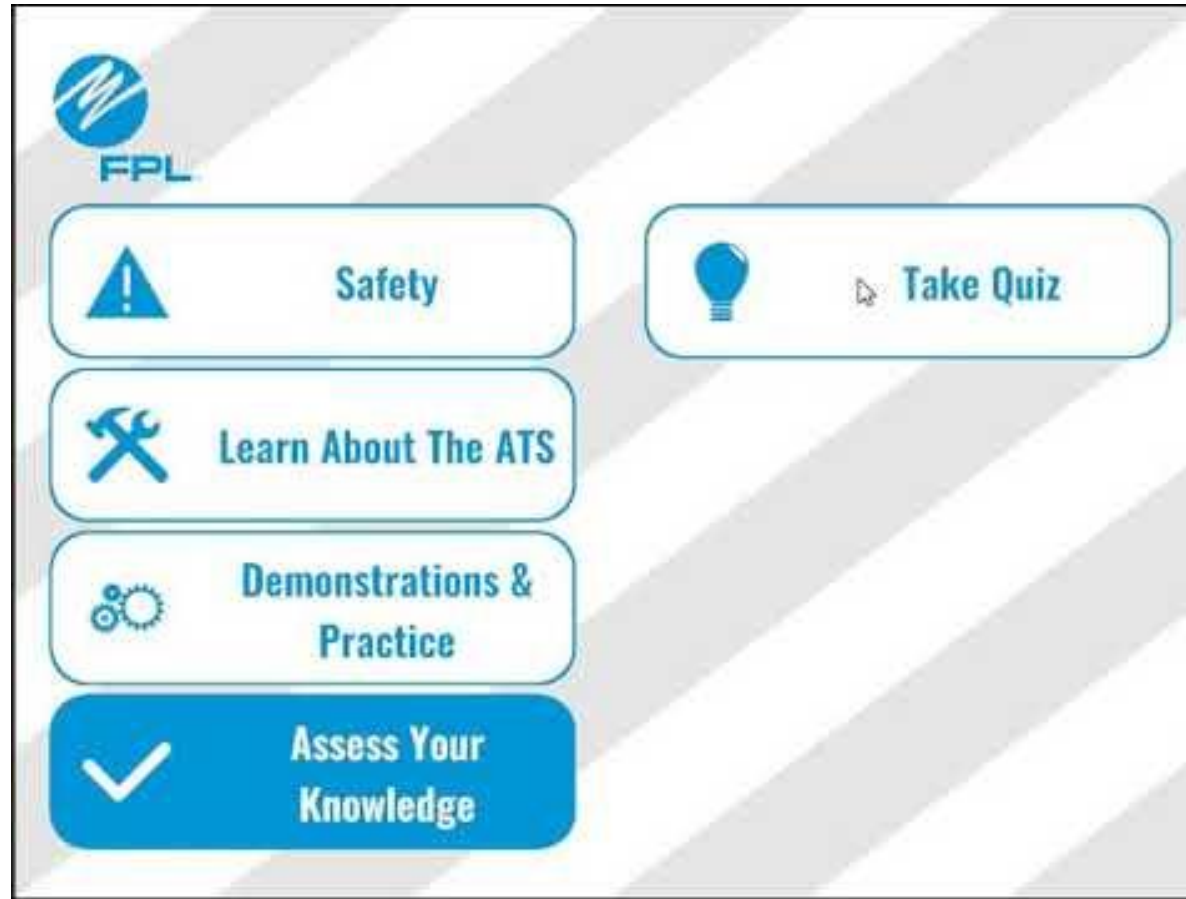 FPL
Safety
Learn About The ATS
Demonstrations &
Practice
Assess Your
Knowledge
Take Quiz